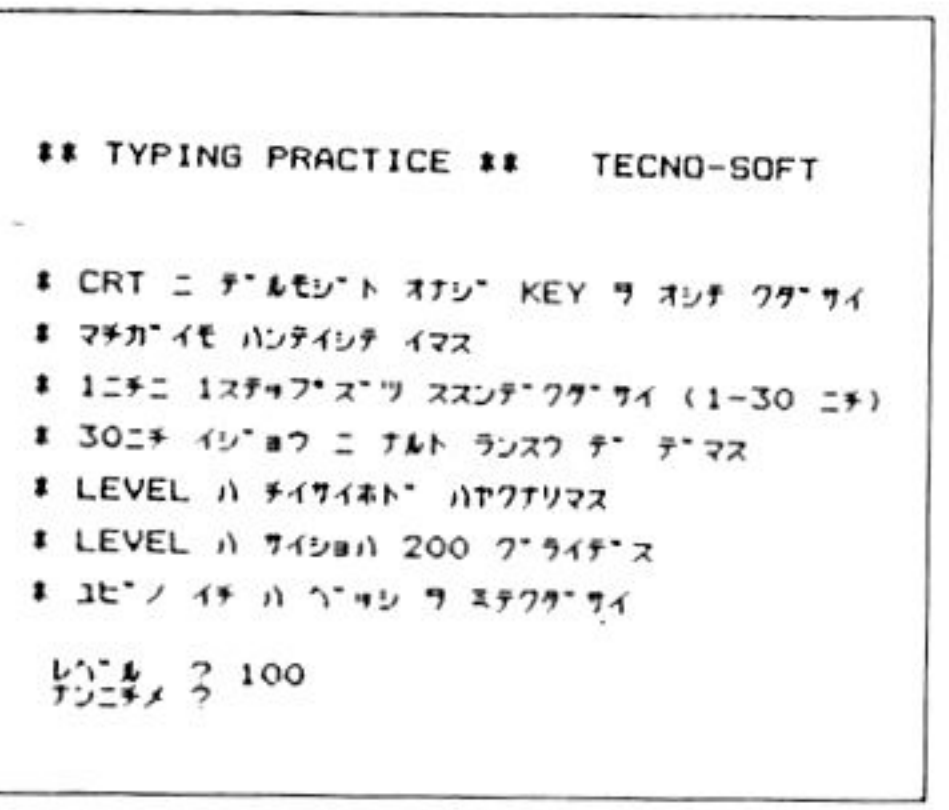 ** TYPING PRACTICE ** TECNO-SOFT
* CRT ニ デルモジト オナジ KEY ヲ オシテ クダサイ
* マチガイモ ハンテイシテ イマス
* 1ニチニ 1ステップズツ ススンデクダサイ (1-30 ニチ)
* 30ニチ イジョウ ニ ナルト ランスウ デ デマス
* LEVEL ハ チイサイホド ハヤクナリマス
* LEVEL ハ サイショハ 200 グライデス
* ユビノ イチ ハ ベッシ ヲ ミテクダサイ
レベル ? 100
ナンニチメ ?